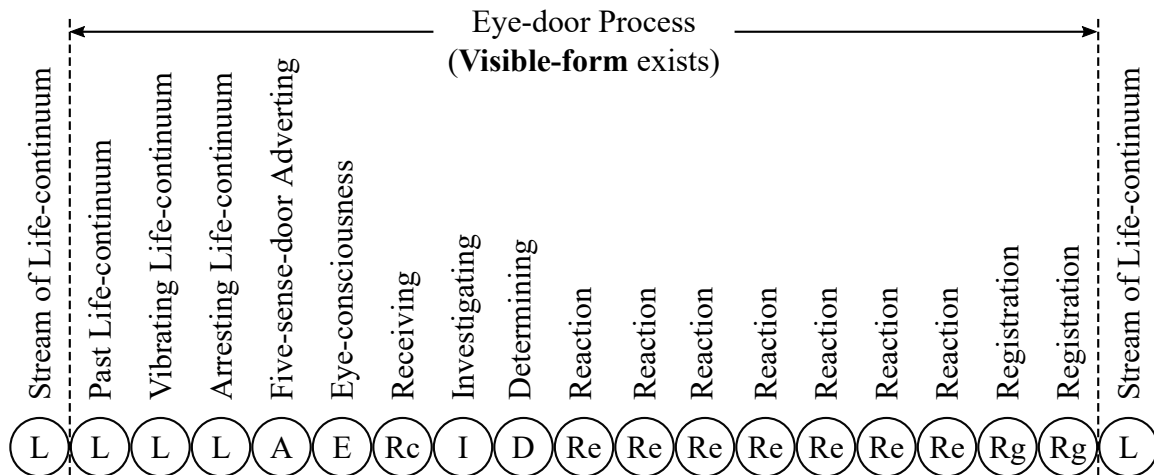 Eye-door Process
(Visible-form exists)
Stream of Life-continuum
Past Life-continuum
Vibrating Life-continuum
Arresting Life-continuum
Five-sense-door Adverting
Eye-consciousness
Receiving
Investigating
Determining
Reaction
Reaction
Reaction
Reaction
Reaction
Reaction
Reaction
Registration
Registration
Stream of Life-continuum
L L L L A E Rc I D Re Re Re Re Re Re Re Rg Rg L